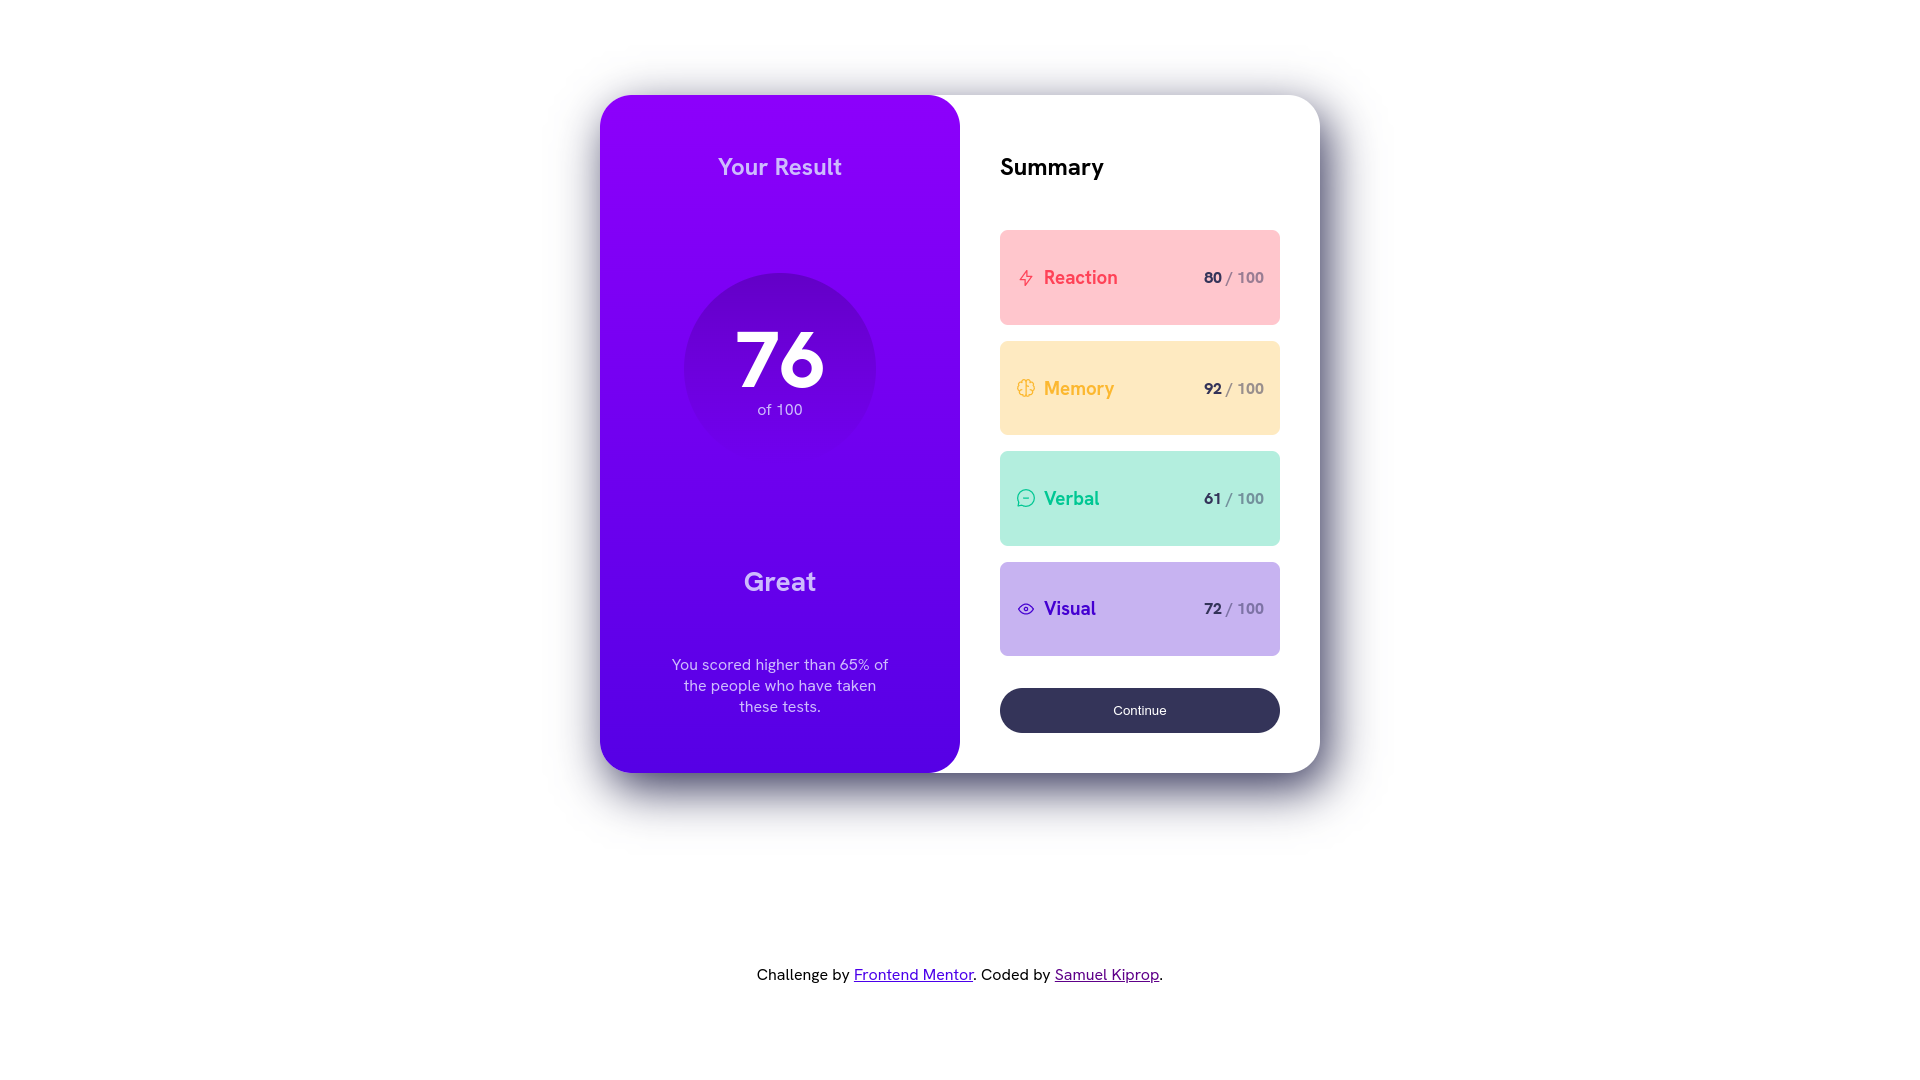 Your Result
76
of 100
Great
You scored higher than 65% of
the people who have taken
these tests.
Summary
Reaction 80 / 100
Memory 92 / 100
Verbal 61 / 100
Visual 72 / 100
Continue
Challenge by Frontend Mentor. Coded by Samuel Kiprop.